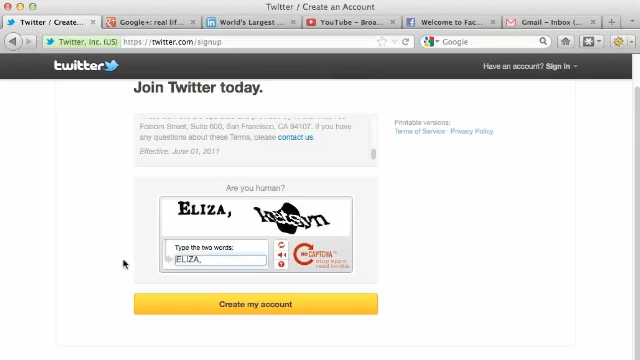 Twitter / Create an Account
Twitter / Create...
Google+: real lif...
World's Largest ...
YouTube - Broa...
Welcome to Fac...
Gmail - Inbox (...
Twitter, Inc. (US)
https://twitter.com/signup
Google
twitter
Have an account? Sign in
Join Twitter today.
Folsom Street, Suite 600, San Francisco, CA 94107. If you have
any questions about these Terms, please contact us.
Effective: June 01, 2011
Printable versions:
Terms of Service · Privacy Policy
Are you human?
ELIZA,
Type the two words:
ELIZA,
reCAPTCHA™
stop spam.
read books.
Create my account